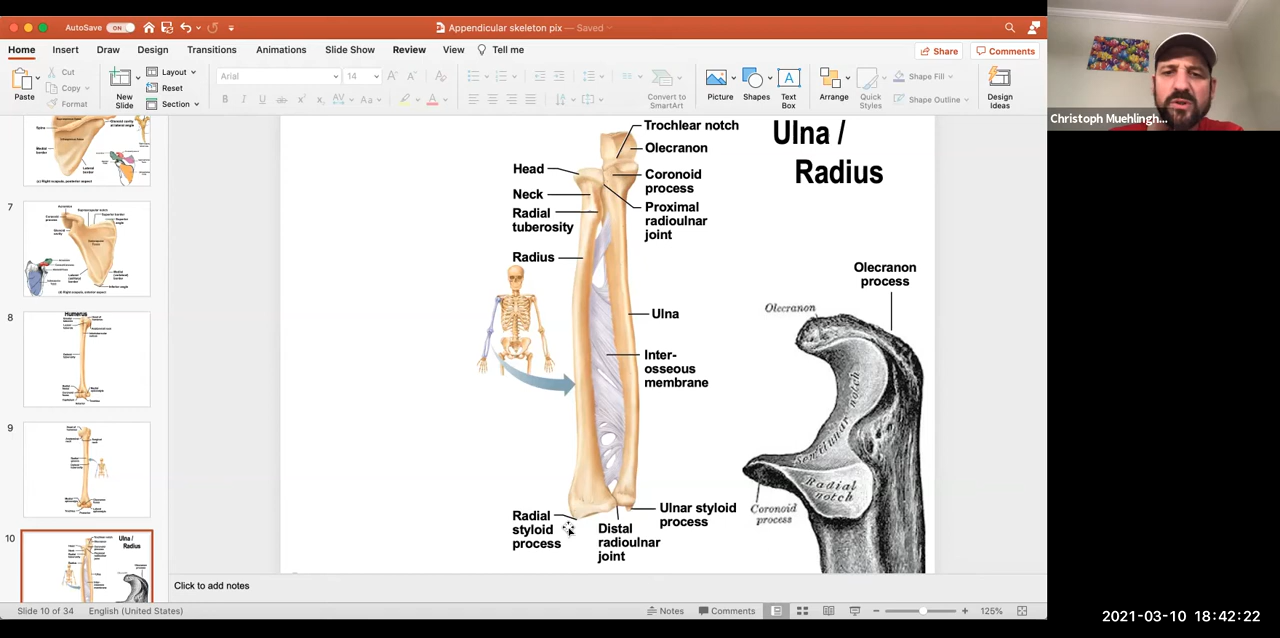 AutoSave ON
Appendicular skeleton pix — Saved
Home Insert Draw Design Transitions Animations Slide Show Review View Tell me
Share Comments
Paste
Cut
Copy
Format
New Slide
Layout
Reset
Section
Arial 14
Convert to SmartArt
Picture
Shapes
Text Box
Arrange
Quick Styles
Shape Fill
Shape Outline
Design Ideas
Christoph Muehlingh...
7
8
Humerus
9
10
Ulna /
Radius
Ulna /
Radius
Trochlear notch
Olecranon
Coronoid
process
Proximal
radioulnar
joint
Head
Neck
Radial
tuberosity
Radius
Ulna
Inter-
osseous
membrane
Radial
styloid
process
Distal
radioulnar
joint
Ulnar styloid
process
Olecranon
process
Olecranon
Semilunar notch
Radial
notch
Coronoid
process
Click to add notes
Slide 10 of 34 English (United States)
Notes Comments 125%
2021-03-10 18:42:22